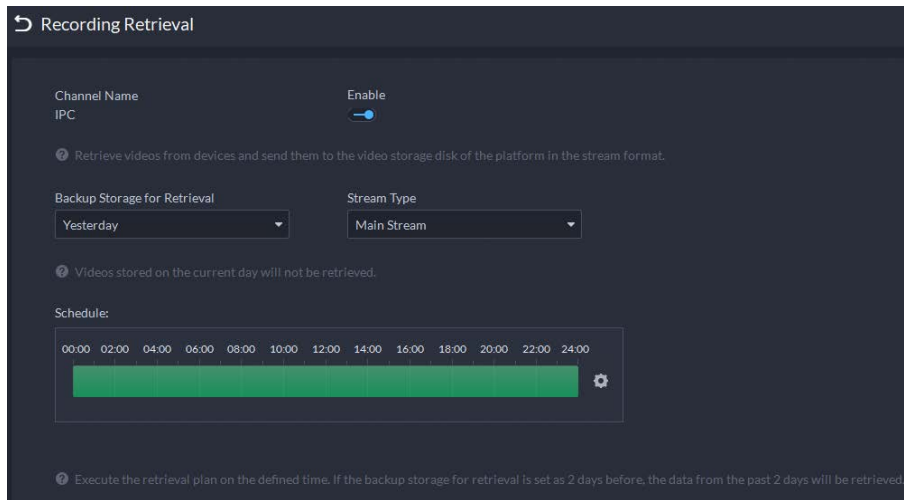 Recording Retrieval
Channel Name
Enable
IPC
Retrieve videos from devices and send them to the video storage disk of the platform in the stream format.
Backup Storage for Retrieval
Stream Type
Yesterday
Main Stream
Videos stored on the current day will not be retrieved.
Schedule:
00:00 02:00 04:00 06:00 08:00 10:00 12:00 14:00 16:00 18:00 20:00 22:00 24:00
Execute the retrieval plan on the defined time. If the backup storage for retrieval is set as 2 days before, the data from the past 2 days will be retrieved.